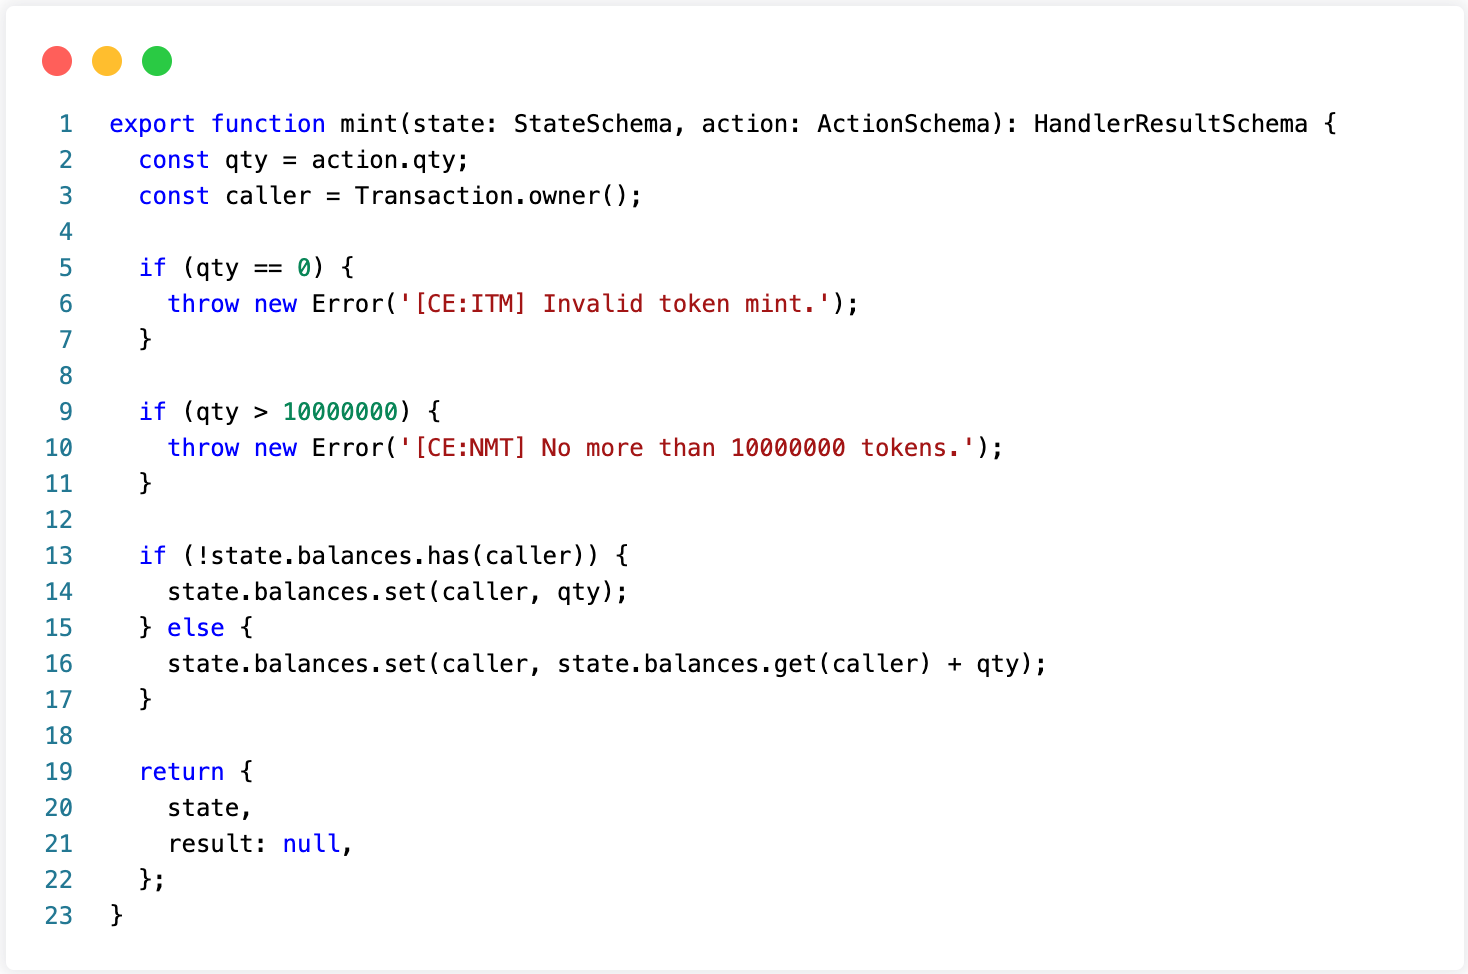 1 export function mint(state: StateSchema, action: ActionSchema): HandlerResultSchema {
2   const qty = action.qty;
3   const caller = Transaction.owner();
4
5   if (qty == 0) {
6     throw new Error('[CE:ITM] Invalid token mint.');
7   }
8
9   if (qty > 10000000) {
10     throw new Error('[CE:NMT] No more than 10000000 tokens.');
11   }
12
13   if (!state.balances.has(caller)) {
14     state.balances.set(caller, qty);
15   } else {
16     state.balances.set(caller, state.balances.get(caller) + qty);
17   }
18
19   return {
20     state,
21     result: null,
22   };
23 }